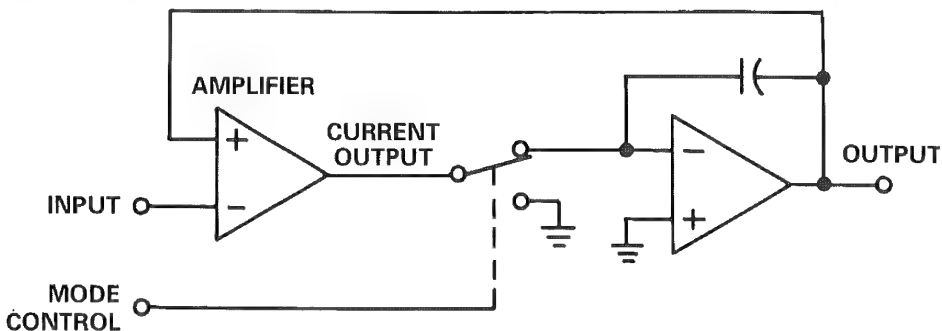 AMPLIFIER
+
CURRENT
OUTPUT
−
OUTPUT
INPUT
−
+
MODE
CONTROL